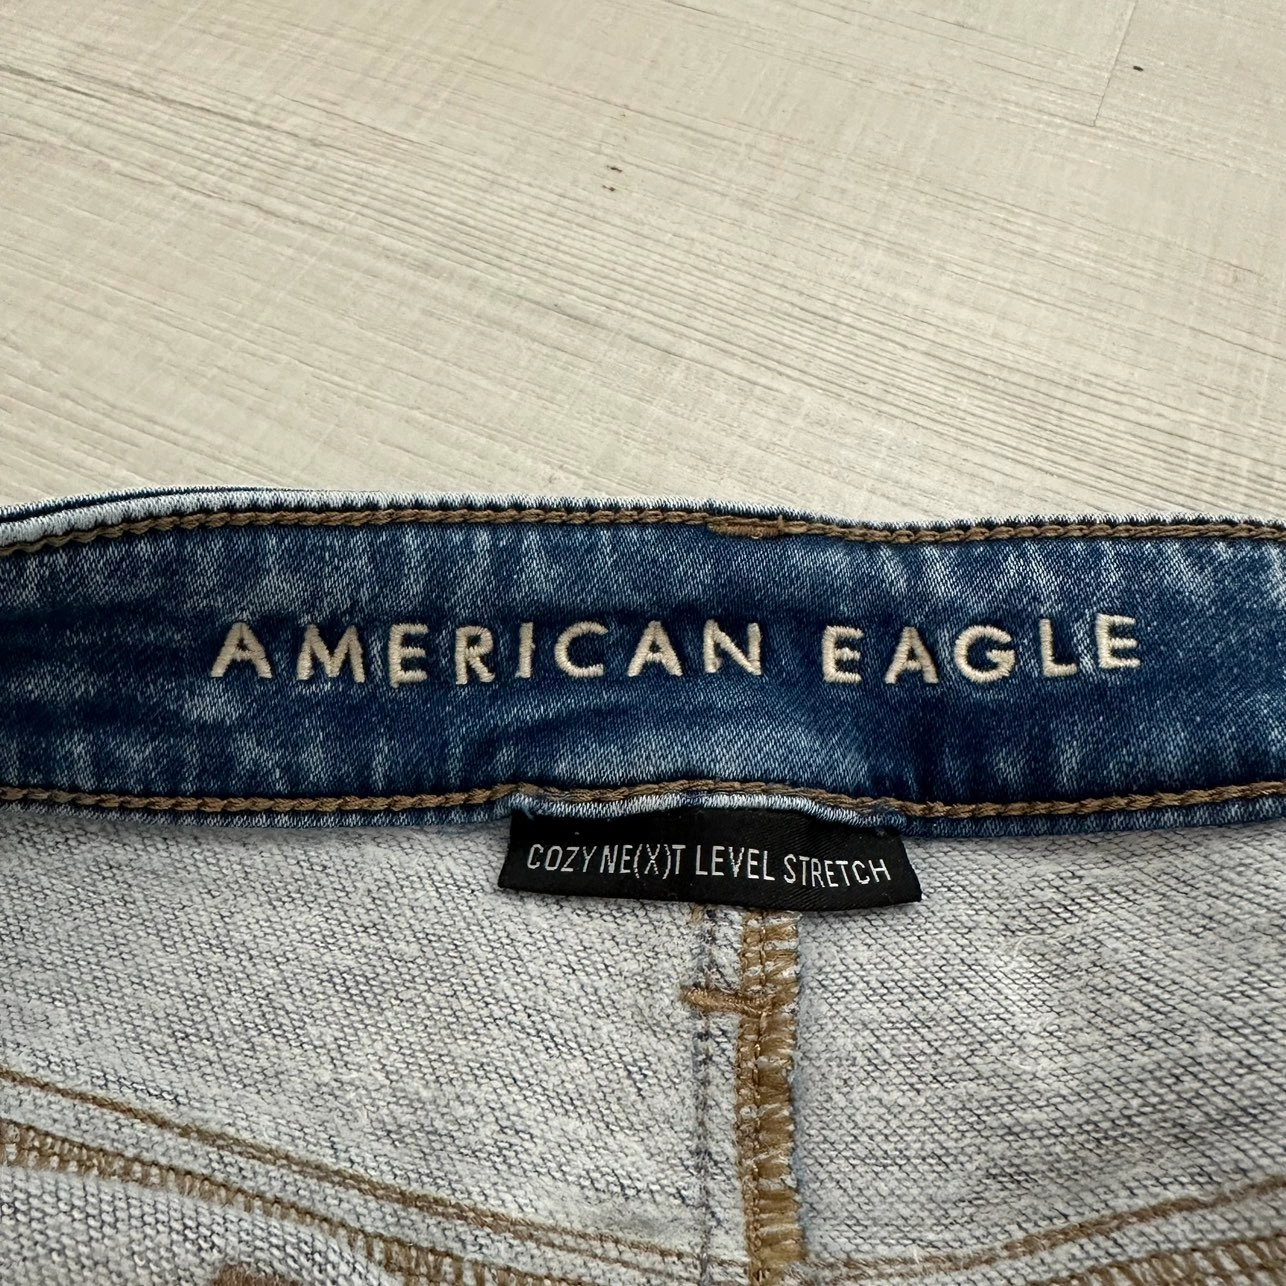 AMERICAN EAGLE
COZY NE(X)T LEVEL STRETCH